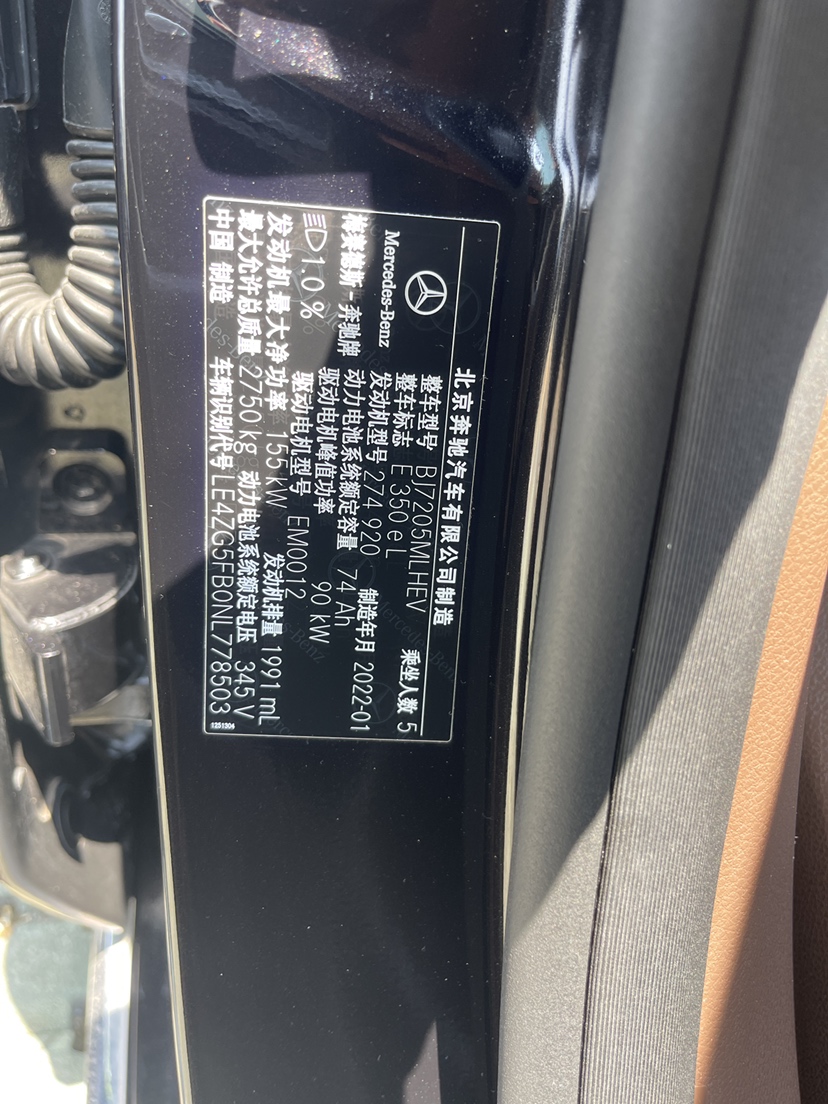 北京奔驰汽车有限公司制造
Mercedes-Benz
整车型号 BJ7205MLHEV
乘坐人数 5
整车标志 E 350 e L
梅赛德斯-奔驰牌
发动机型号 274 920
制造年月 2022-01
动力电池系统额定容量 74 Ah
1.0 %
驱动电机峰值功率 90 kW
驱动电机型号 EM0012
发动机最大净功率 155 kW
发动机排量 1991 mL
最大允许总质量 2750 kg
动力电池系统额定电压 345 V
中国 制造
车辆识别代号 LE4ZG5FB0NL778503
1251304